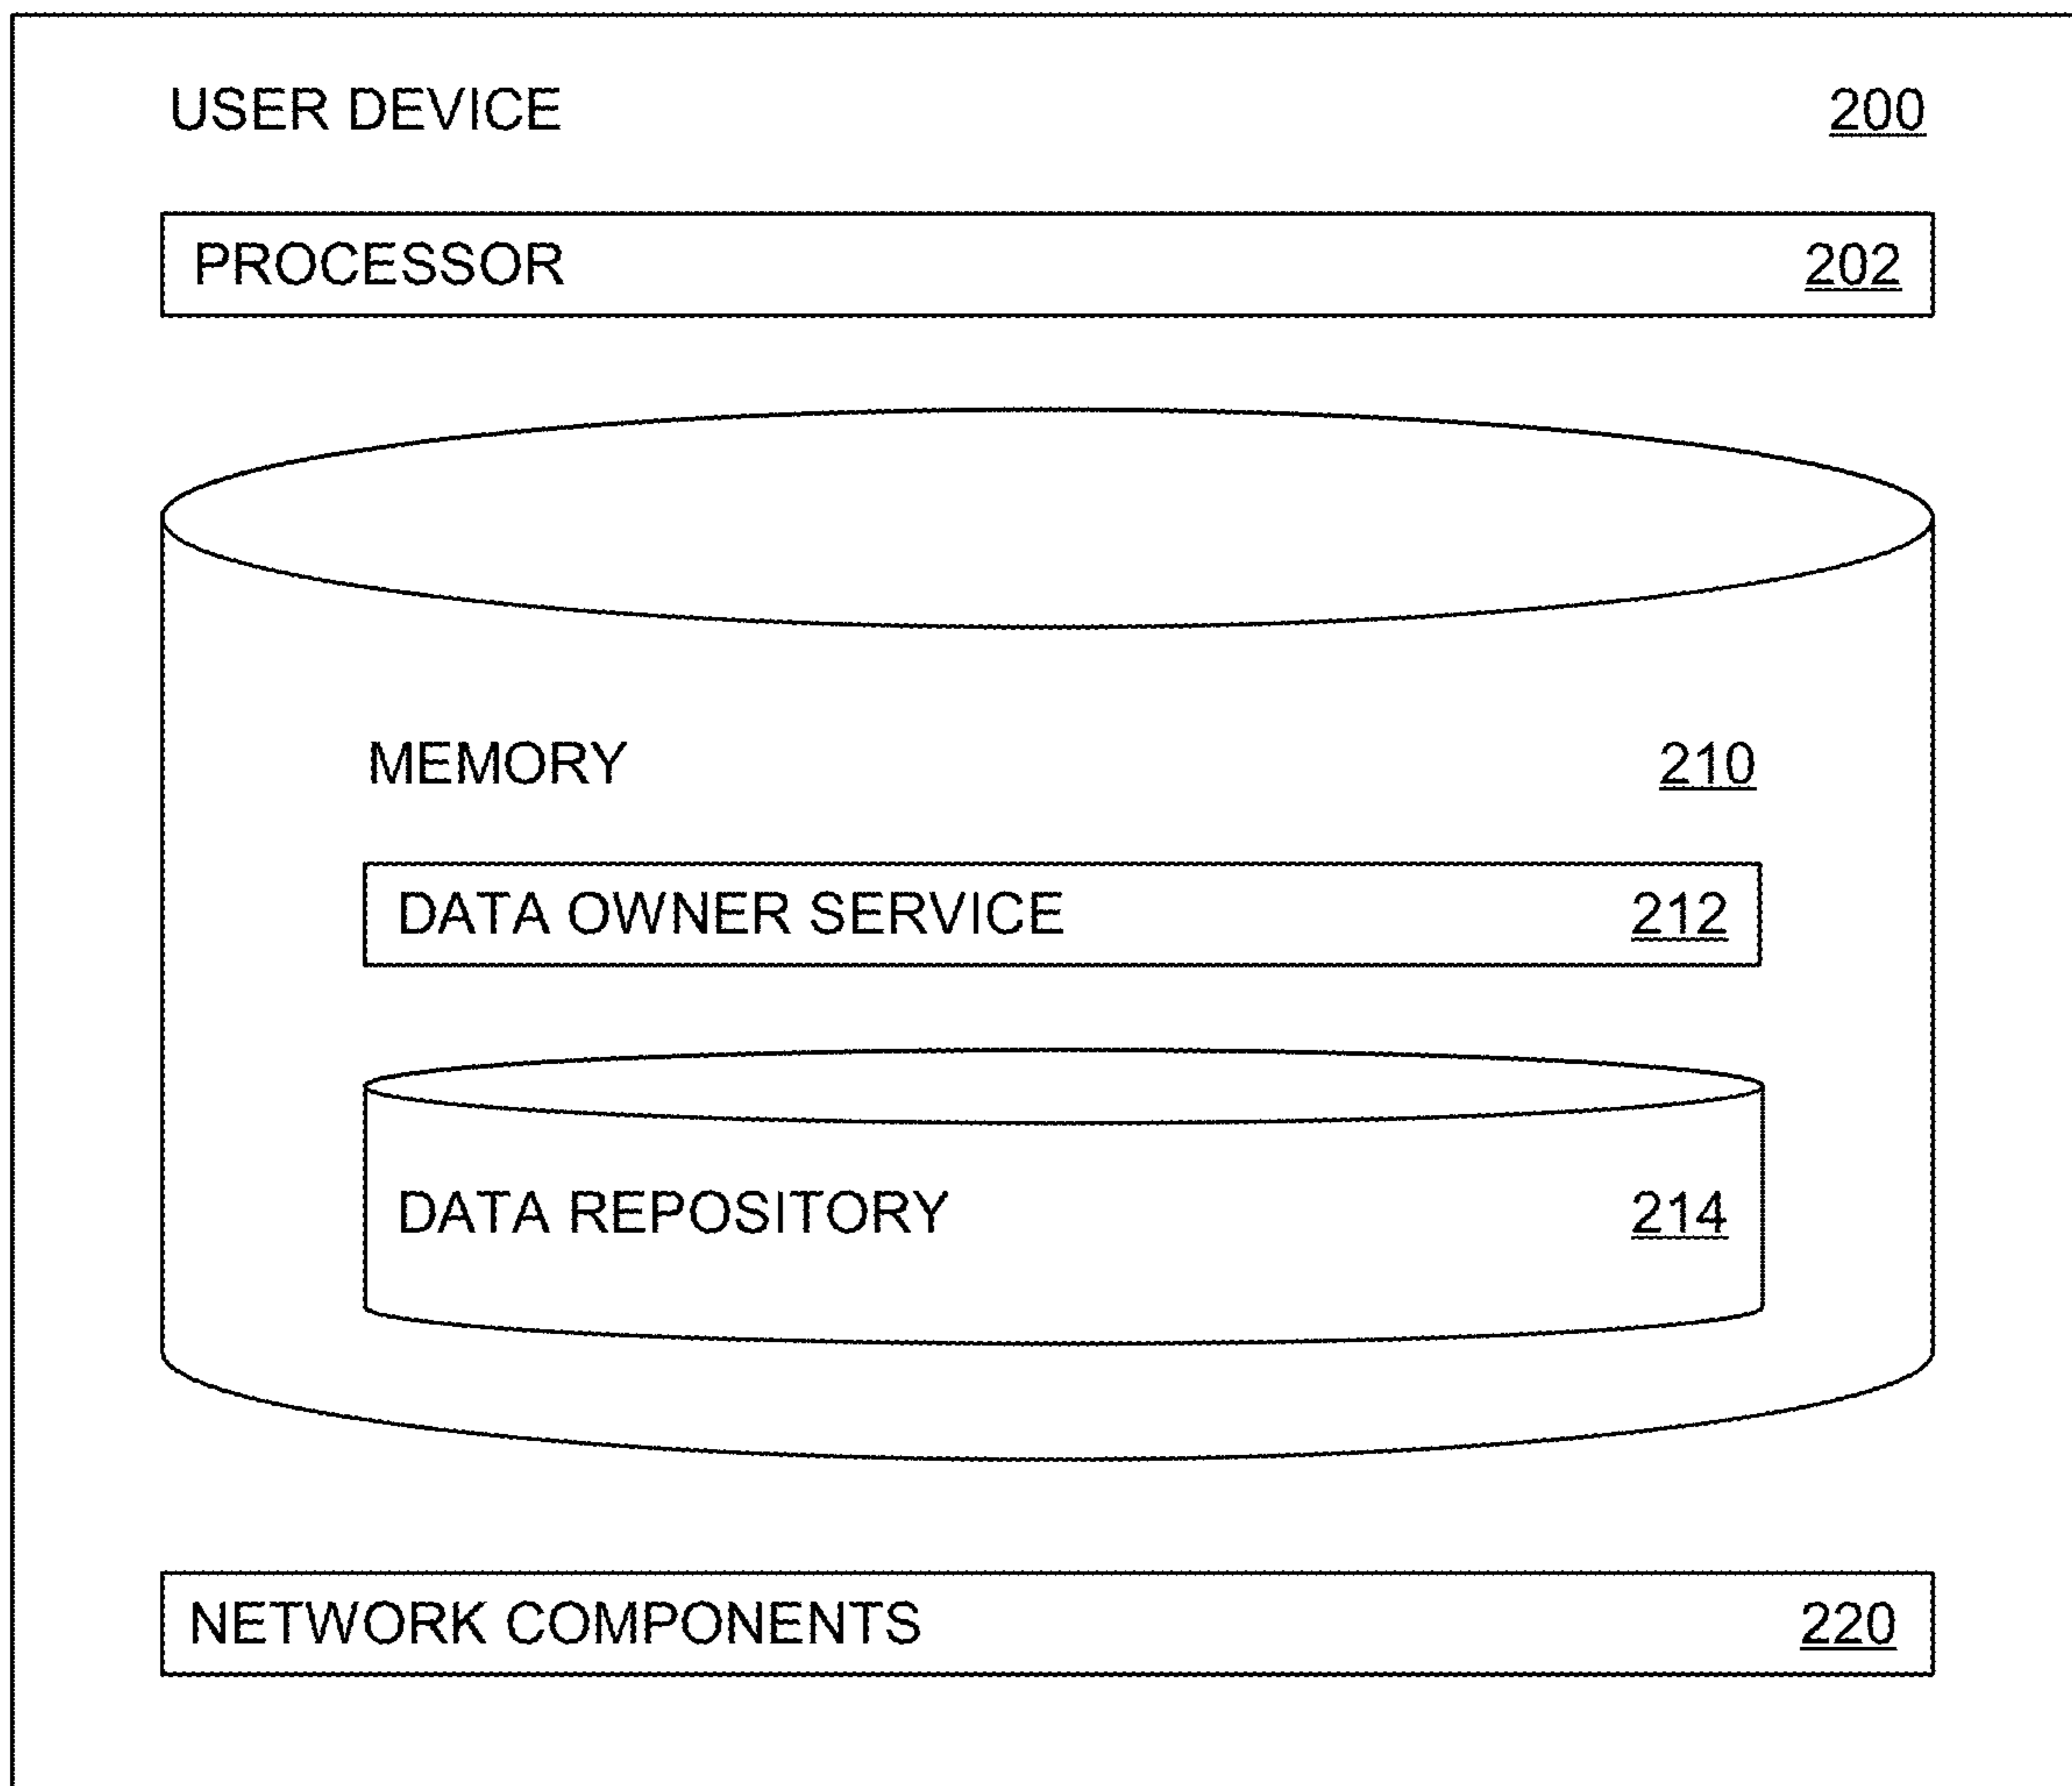 USER DEVICE 200
PROCESSOR 202
MEMORY 210
DATA OWNER SERVICE 212
DATA REPOSITORY 214
NETWORK COMPONENTS 220